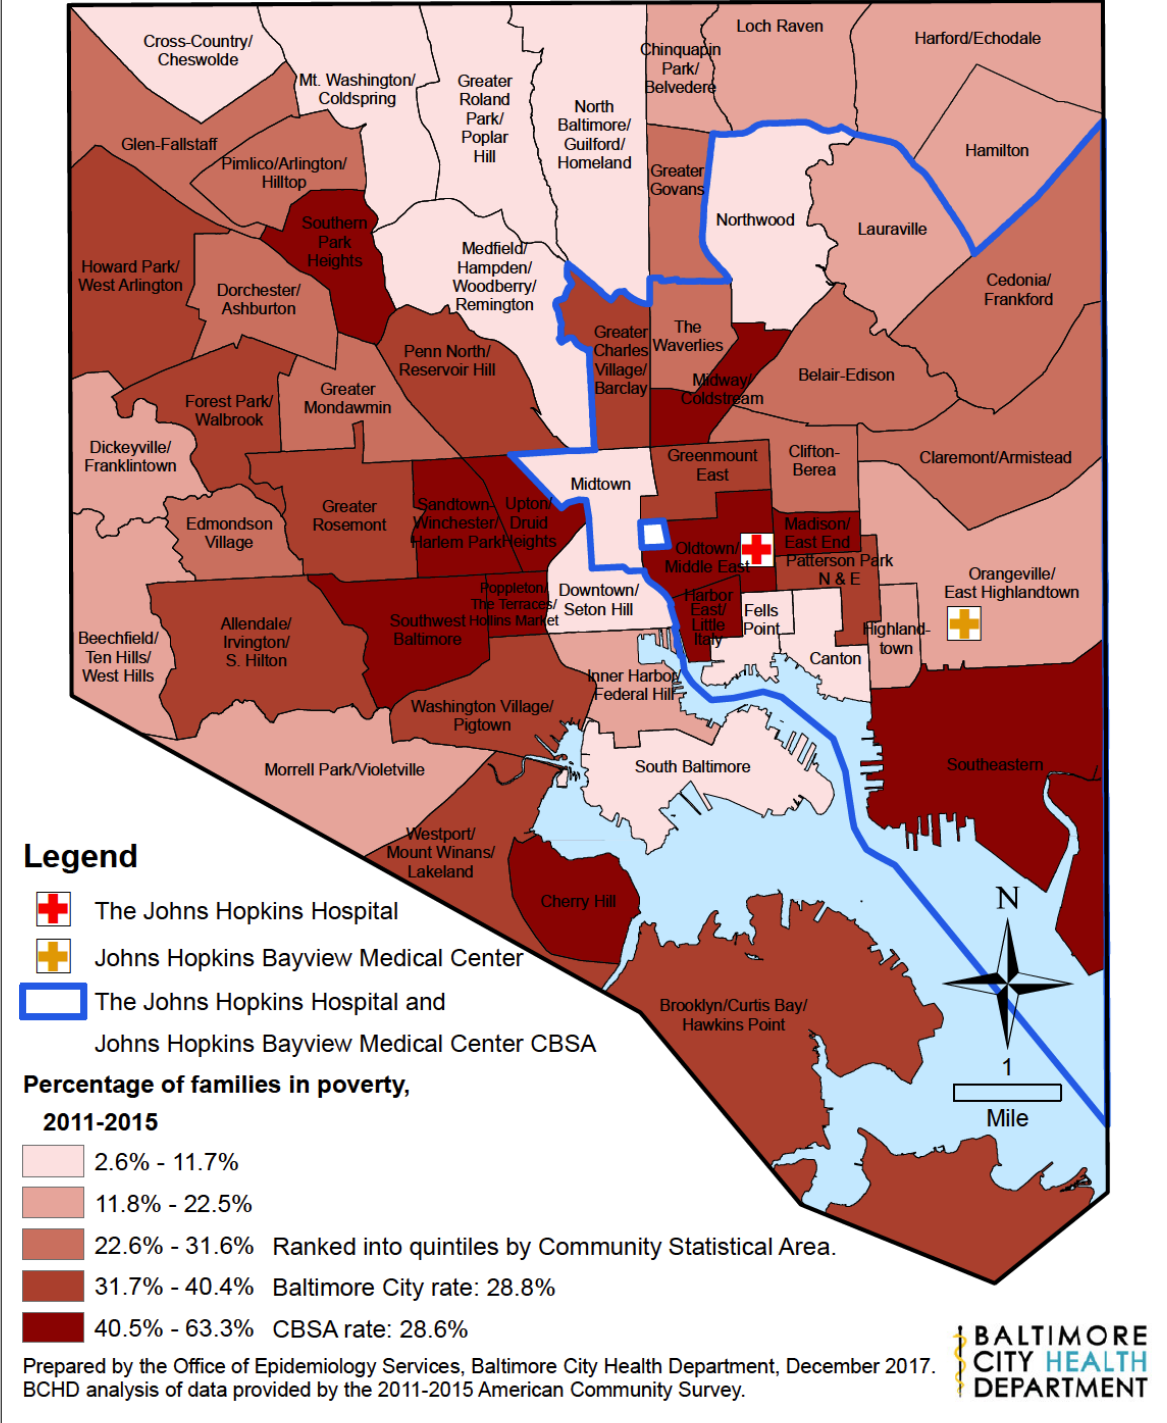 Cross-Country/
Cheswolde
Mt. Washington/
Coldspring
Greater
Roland
Park/
Poplar
Hill
North
Baltimore/
Guilford/
Homeland
Chinquapin
Park/
Belvedere
Loch Raven
Harford/Echodale
Glen-Fallstaff
Pimlico/Arlington/
Hilltop
Greater
Govans
Northwood
Lauraville
Hamilton
Southern
Park
Heights
Howard Park/
West Arlington
Dorchester/
Ashburton
Medfield/
Hampden/
Woodberry/
Remington
Cedonia/
Frankford
Penn North/
Reservoir Hill
Greater
Charles
Village/
Barclay
The
Waverlies
Midway/
Coldstream
Belair-Edison
Forest Park/
Walbrook
Greater
Mondawmin
Dickeyville/
Franklintown
Midtown
Greenmount
East
Clifton-
Berea
Claremont/Armistead
Edmondson
Village
Greater
Rosemont
Sandtown-
Winchester/
Harlem Park
Upton/
Druid
Heights
Oldtown/
Middle East
Madison/
East End
Patterson Park
N & E
Orangeville/
East Highlandtown
Beechfield/
Ten Hills/
West Hills
Allendale/
Irvington/
S. Hilton
Southwest
Baltimore
Poppleton/
The Terraces/
Hollins Market
Downtown/
Seton Hill
Harbor
East/
Little
Italy
Fells
Point
Canton
Highland-
town
Inner Harbor/
Federal Hill
Washington Village/
Pigtown
Morrell Park/Violetville
South Baltimore
Southeastern
Westport/
Mount Winans/
Lakeland
Cherry Hill
Brooklyn/Curtis Bay/
Hawkins Point
N
1
Mile
Legend
The Johns Hopkins Hospital
Johns Hopkins Bayview Medical Center
The Johns Hopkins Hospital and
Johns Hopkins Bayview Medical Center CBSA
Percentage of families in poverty,
2011-2015
2.6% - 11.7%
11.8% - 22.5%
22.6% - 31.6% Ranked into quintiles by Community Statistical Area.
31.7% - 40.4% Baltimore City rate: 28.8%
40.5% - 63.3% CBSA rate: 28.6%
Prepared by the Office of Epidemiology Services, Baltimore City Health Department, December 2017.
BCHD analysis of data provided by the 2011-2015 American Community Survey.
BALTIMORE
CITY HEALTH
DEPARTMENT